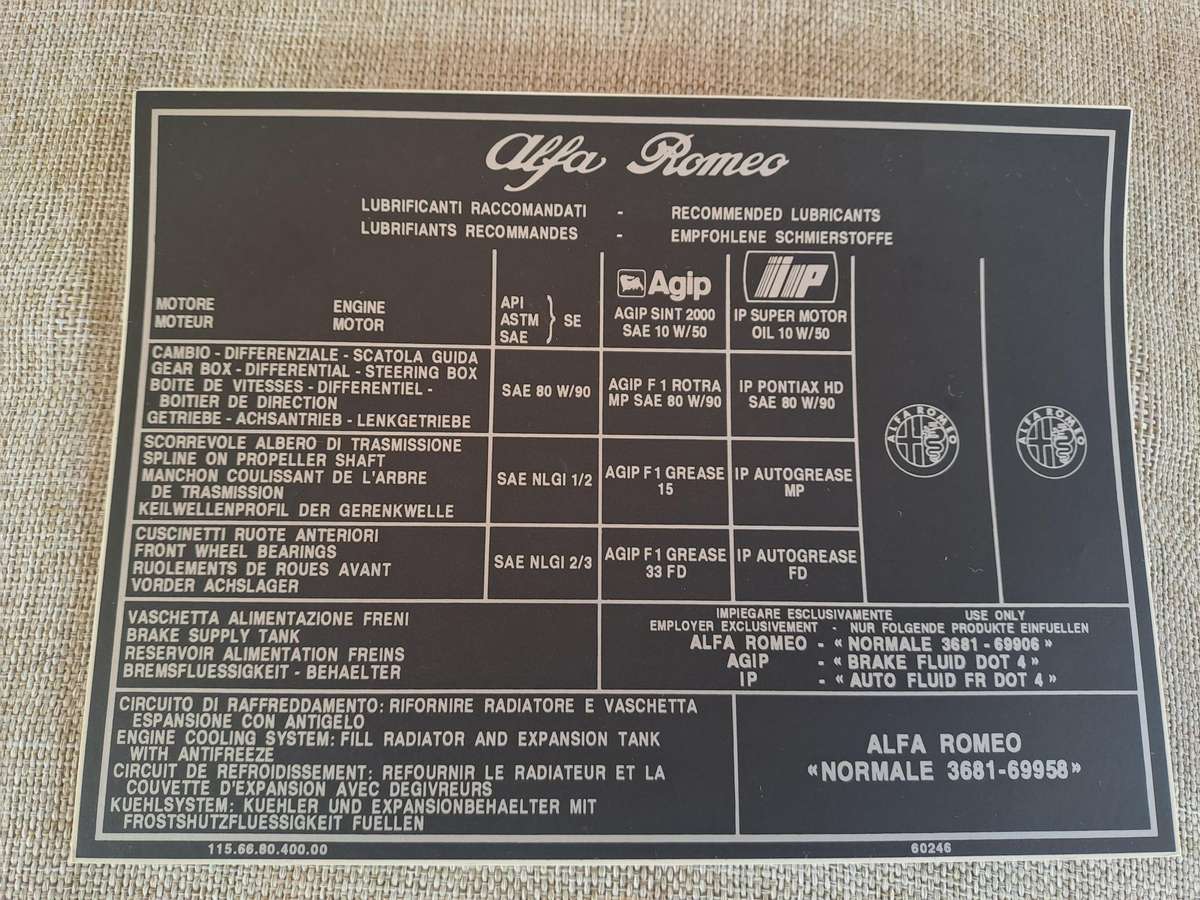 Alfa Romeo
LUBRIFICANTI RACCOMANDATI - RECOMMENDED LUBRICANTS
LUBRIFIANTS RECOMMANDES - EMPFOHLENE SCHMIERSTOFFE
MOTORE ENGINE
MOTEUR MOTOR
API
ASTM } SE
SAE
Agip
AGIP SINT 2000
SAE 10 W/50
IP
IP SUPER MOTOR
OIL 10 W/50
CAMBIO - DIFFERENZIALE - SCATOLA GUIDA
GEAR BOX - DIFFERENTIAL - STEERING BOX
BOITE DE VITESSES - DIFFERENTIEL -
BOITIER DE DIRECTION
GETRIEBE - ACHSANTRIEB - LENKGETRIEBE
SAE 80 W/90
AGIP F 1 ROTRA
MP SAE 80 W/90
IP PONTIAX HD
SAE 80 W/90
SCORREVOLE ALBERO DI TRASMISSIONE
SPLINE ON PROPELLER SHAFT
MANCHON COULISSANT DE L'ARBRE
DE TRASMISSION
KEILWELLENPROFIL DER GERENKWELLE
SAE NLGI 1/2
AGIP F1 GREASE
15
IP AUTOGREASE
MP
CUSCINETTI RUOTE ANTERIORI
FRONT WHEEL BEARINGS
RUOLEMENTS DE ROUES AVANT
VORDER ACHSLAGER
SAE NLGI 2/3
AGIP F1 GREASE
33 FD
IP AUTOGREASE
FD
ALFA ROMEO
ALFA ROMEO
VASCHETTA ALIMENTAZIONE FRENI
BRAKE SUPPLY TANK
RESERVOIR ALIMENTATION FREINS
BREMSFLUESSIGKEIT - BEHAELTER
IMPIEGARE ESCLUSIVAMENTE USE ONLY
EMPLOYER EXCLUSIVEMENT - NUR FOLGENDE PRODUKTE EINFUELLEN
ALFA ROMEO - « NORMALE 3681 - 69906 »
AGIP - « BRAKE FLUID DOT 4 »
IP - « AUTO FLUID FR DOT 4 »
CIRCUITO DI RAFFREDDAMENTO: RIFORNIRE RADIATORE E VASCHETTA
ESPANSIONE CON ANTIGELO
ENGINE COOLING SYSTEM: FILL RADIATOR AND EXPANSION TANK
WITH ANTIFREEZE
CIRCUIT DE REFROIDISSEMENT: REFOURNIR LE RADIATEUR ET LA
COUVETTE D'EXPANSION AVEC DEGIVREURS
KUEHLSYSTEM: KUEHLER UND EXPANSIONBEHAELTER MIT
FROSTSHUTZFLUESSIGKEIT FUELLEN
ALFA ROMEO
«NORMALE 3681-69958»
115.66.80.400.00
60246